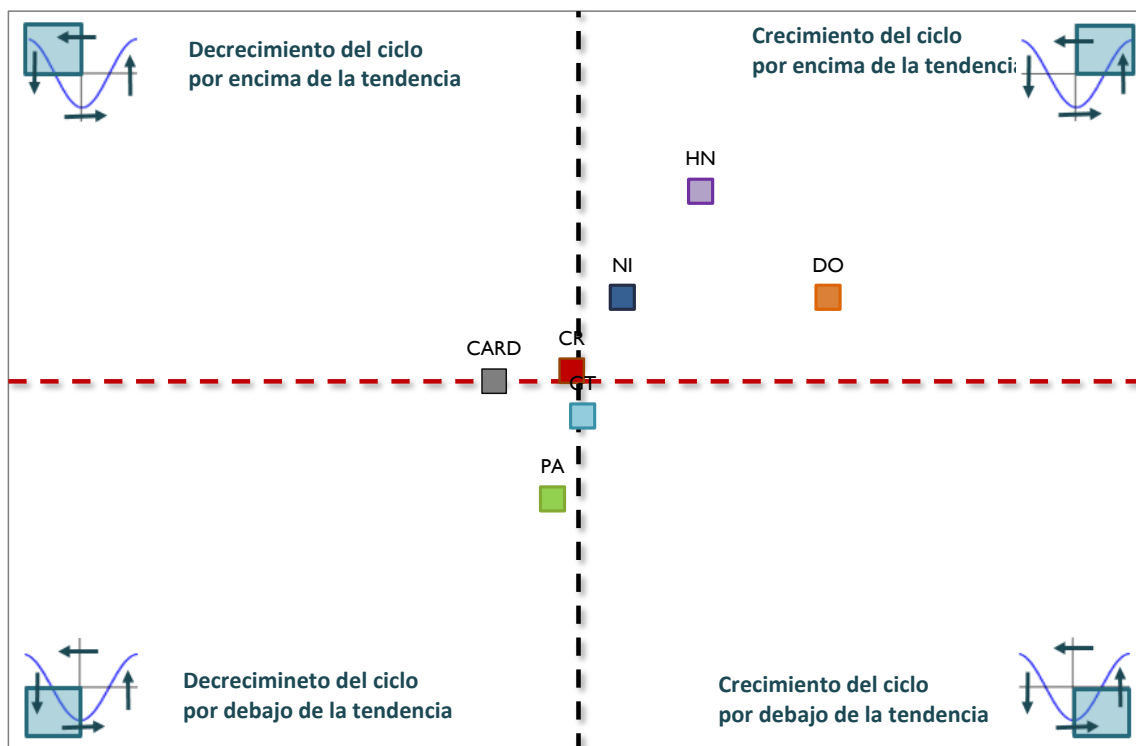 Decrecimiento del ciclo
por encima de la tendencia
Crecimiento del ciclo
por encima de la tendencia
HN
NI
DO
CR
CARD
GT
PA
Decrecimineto del ciclo
por debajo de la tendencia
Crecimiento del ciclo
por debajo de la tendencia